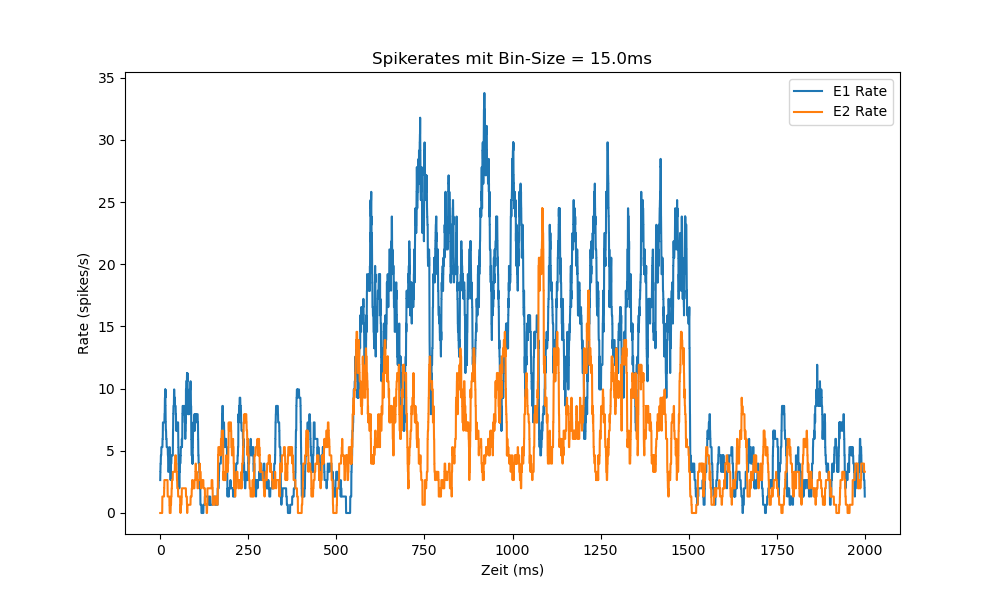 Spikerates mit Bin-Size = 15.0ms
E1 Rate
E2 Rate
Rate (spikes/s)
35
30
25
20
15
10
5
0
0 250 500 750 1000 1250 1500 1750 2000
Zeit (ms)